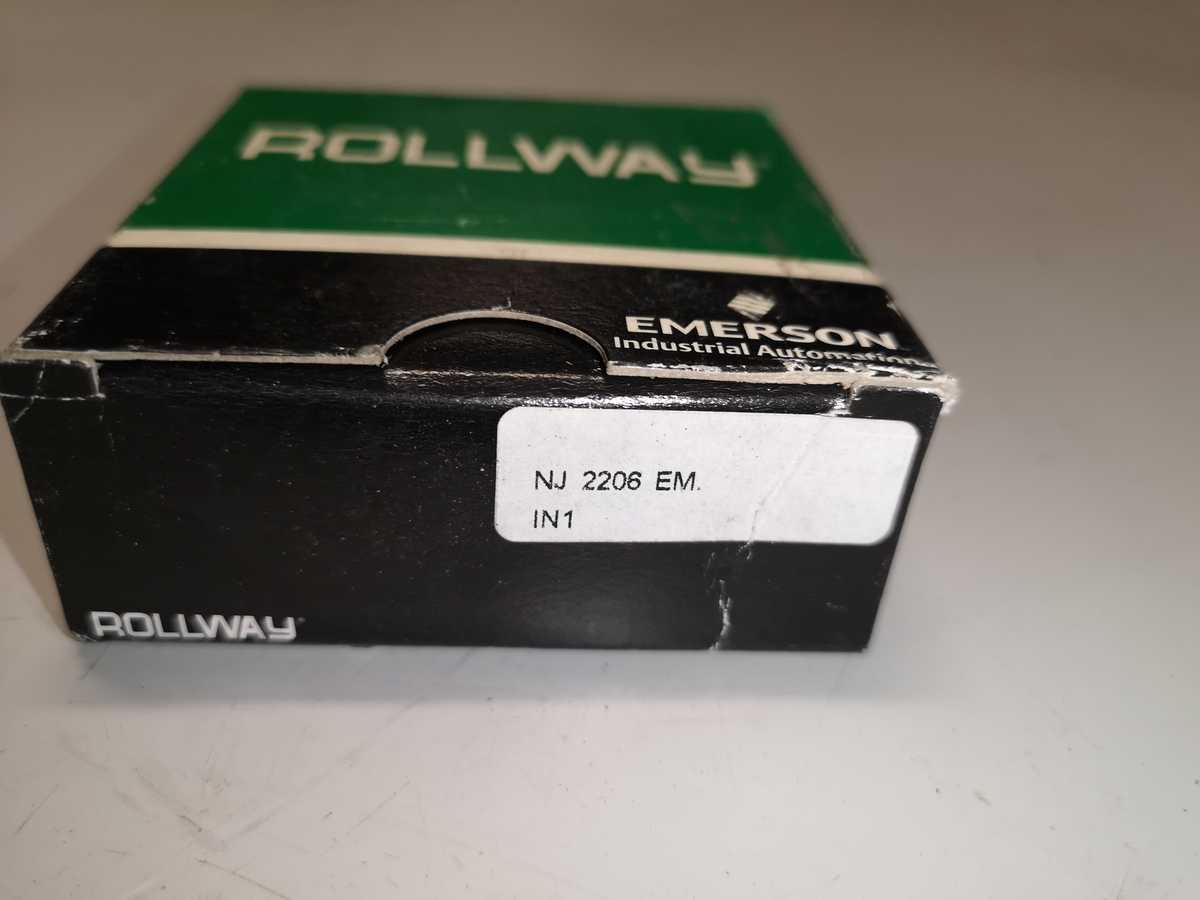 ROLLWAY
EMERSON
Industrial Automation
NJ 2206 EM.
IN1
ROLLWAY